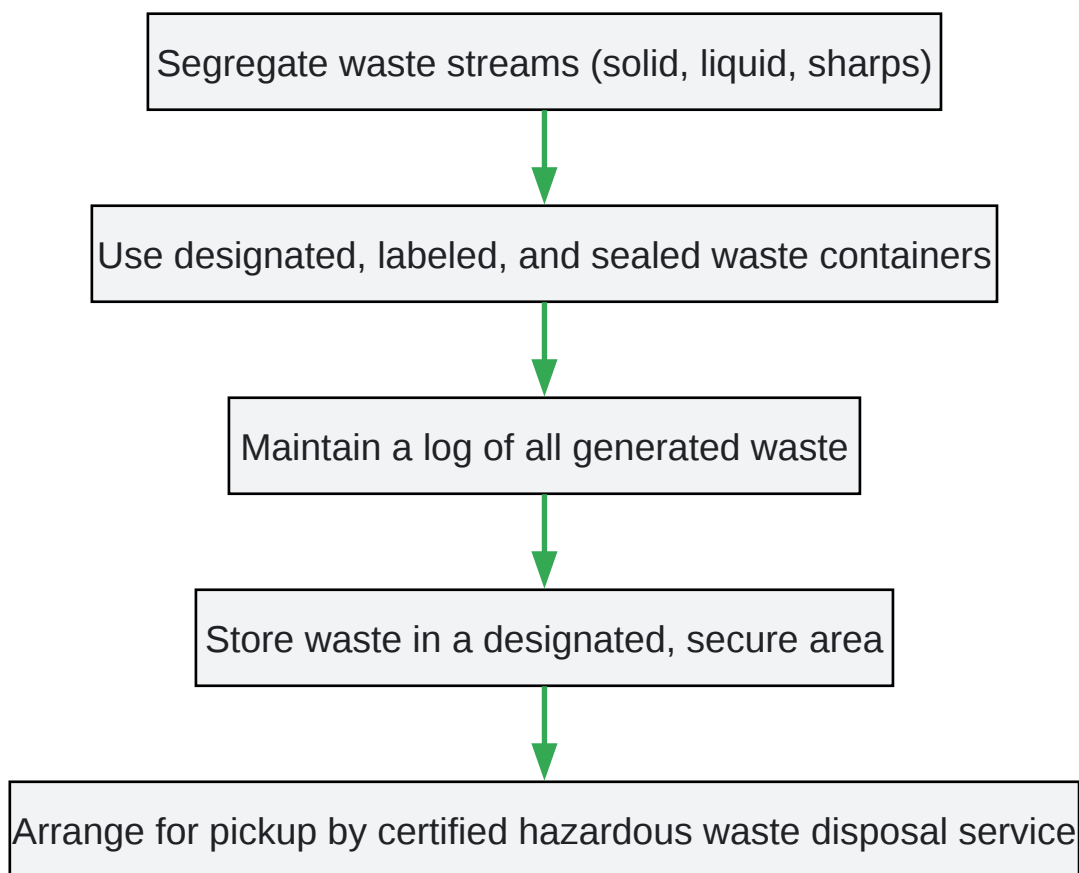 Segregate waste streams (solid, liquid, sharps)
Use designated, labeled, and sealed waste containers
Maintain a log of all generated waste
Store waste in a designated, secure area
Arrange for pickup by certified hazardous waste disposal service